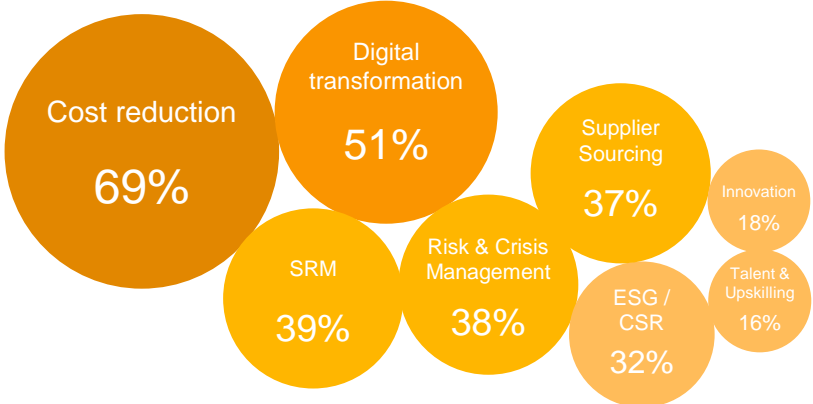 Cost reduction
69%
Digital
transformation
51%
SRM
39%
Risk & Crisis
Management
38%
Supplier
Sourcing
37%
ESG /
CSR
32%
Innovation
18%
Talent &
Upskilling
16%